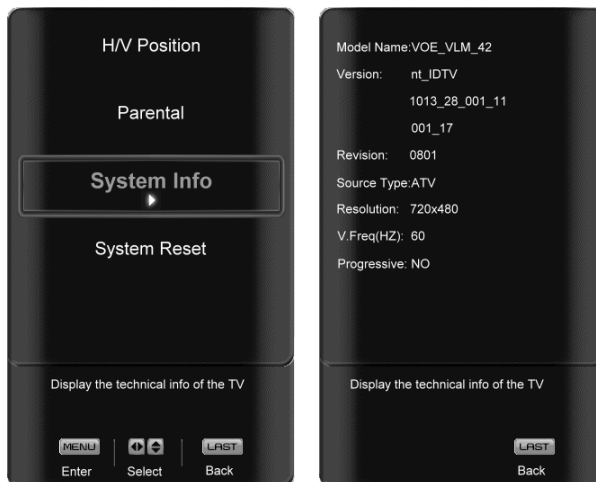 H/V Position
Parental
System Info
System Reset
Display the technical info of the TV
MENU
LAST
Enter
Select
Back
Model Name:VOE_VLM_42
Version: nt_IDTV
1013_28_001_11
001_17
Revision: 0801
Source Type:ATV
Resolution: 720x480
V.Freq(HZ): 60
Progressive: NO
Display the technical info of the TV
LAST
Back